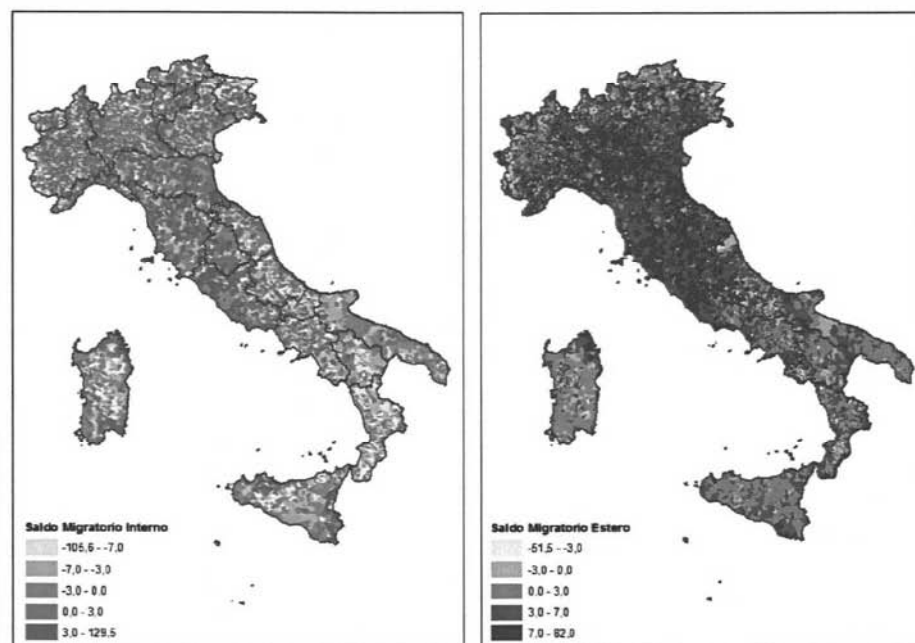 Saldo Migratorio Interno
-105,6 - -7,0
-7,0 - -3,0
-3,0 - 0,0
0,0 - 3,0
3,0 - 129,5
Saldo Migratorio Estero
-51,5 - -3,0
-3,0 - 0,0
0,0 - 3,0
3,0 - 7,0
7,0 - 82,0